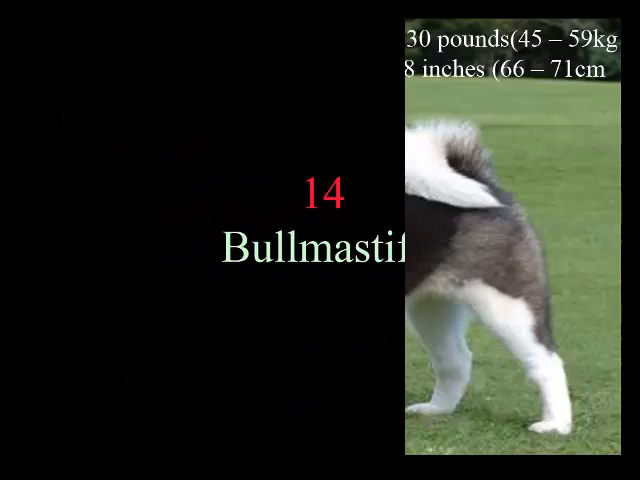 30 pounds(45 – 59kg
8 inches (66 – 71cm
14
Bullmastif